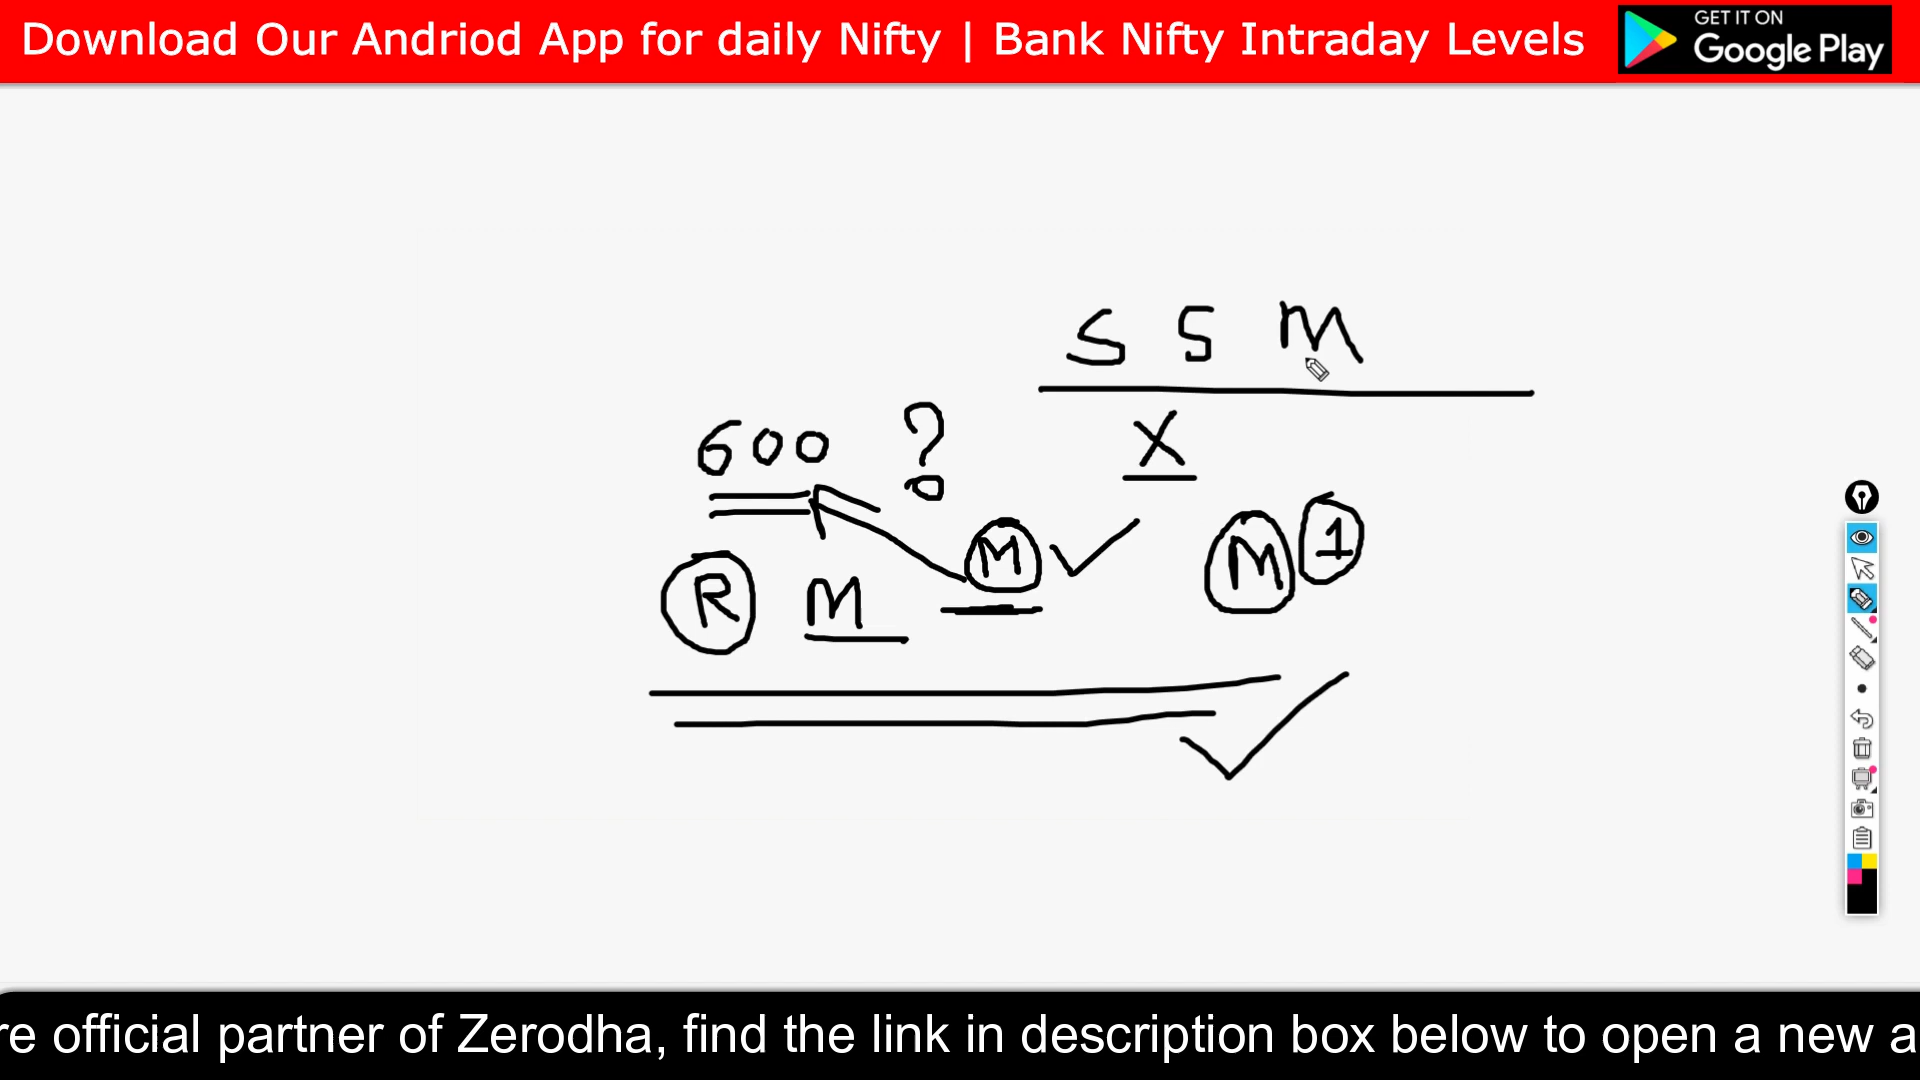 Download Our Andriod App for daily Nifty | Bank Nifty Intraday Levels
GET IT ON
Google Play
S S M
600 ? X
R M M M 1
re official partner of Zerodha, find the link in description box below to open a new a